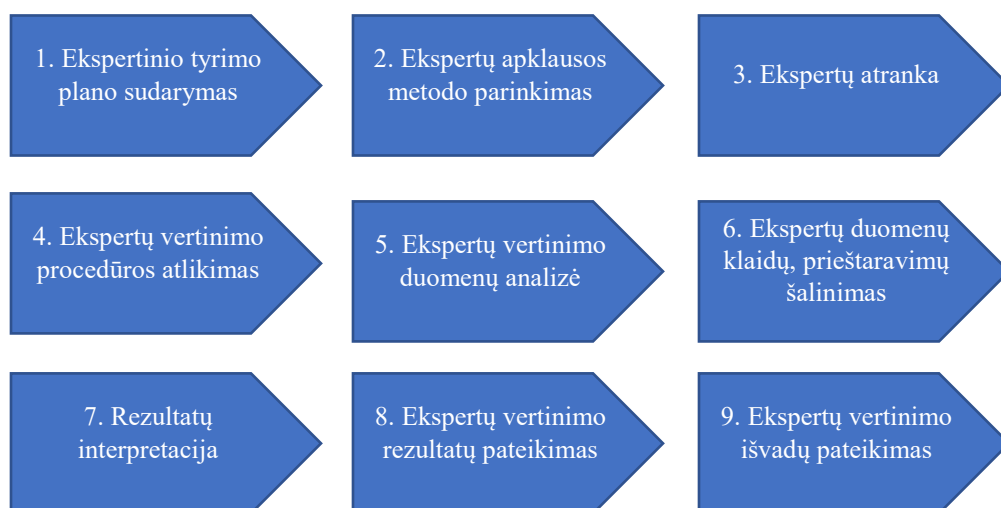 1. Ekspertinio tyrimo
plano sudarymas
2. Ekspertų apklausos
metodo parinkimas
3. Ekspertų atranka
4. Ekspertų vertinimo
procedūros atlikimas
5. Ekspertų vertinimo
duomenų analizė
6. Ekspertų duomenų
klaidų, prieštaravimų
šalinimas
7. Rezultatų
interpretacija
8. Ekspertų vertinimo
rezultatų pateikimas
9. Ekspertų vertinimo
išvadų pateikimas